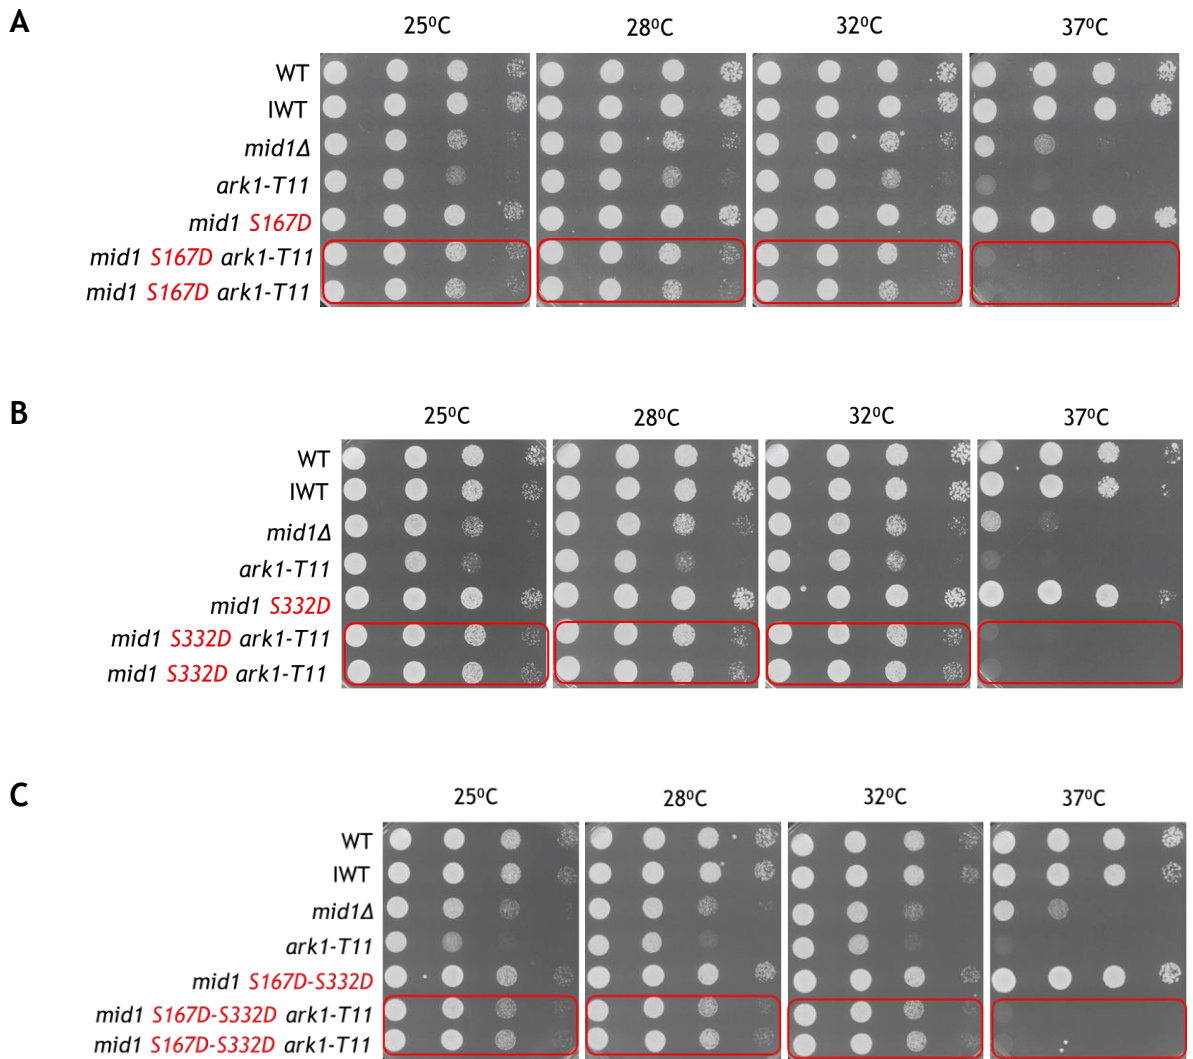 A
25⁰C 28⁰C 32⁰C 37⁰C
WT
IWT
mid1Δ
ark1-T11
mid1 S167D
mid1 S167D ark1-T11
mid1 S167D ark1-T11
B
25⁰C 28⁰C 32⁰C 37⁰C
WT
IWT
mid1Δ
ark1-T11
mid1 S332D
mid1 S332D ark1-T11
mid1 S332D ark1-T11
C
25⁰C 28⁰C 32⁰C 37⁰C
WT
IWT
mid1Δ
ark1-T11
mid1 S167D-S332D
mid1 S167D-S332D ark1-T11
mid1 S167D-S332D ark1-T11